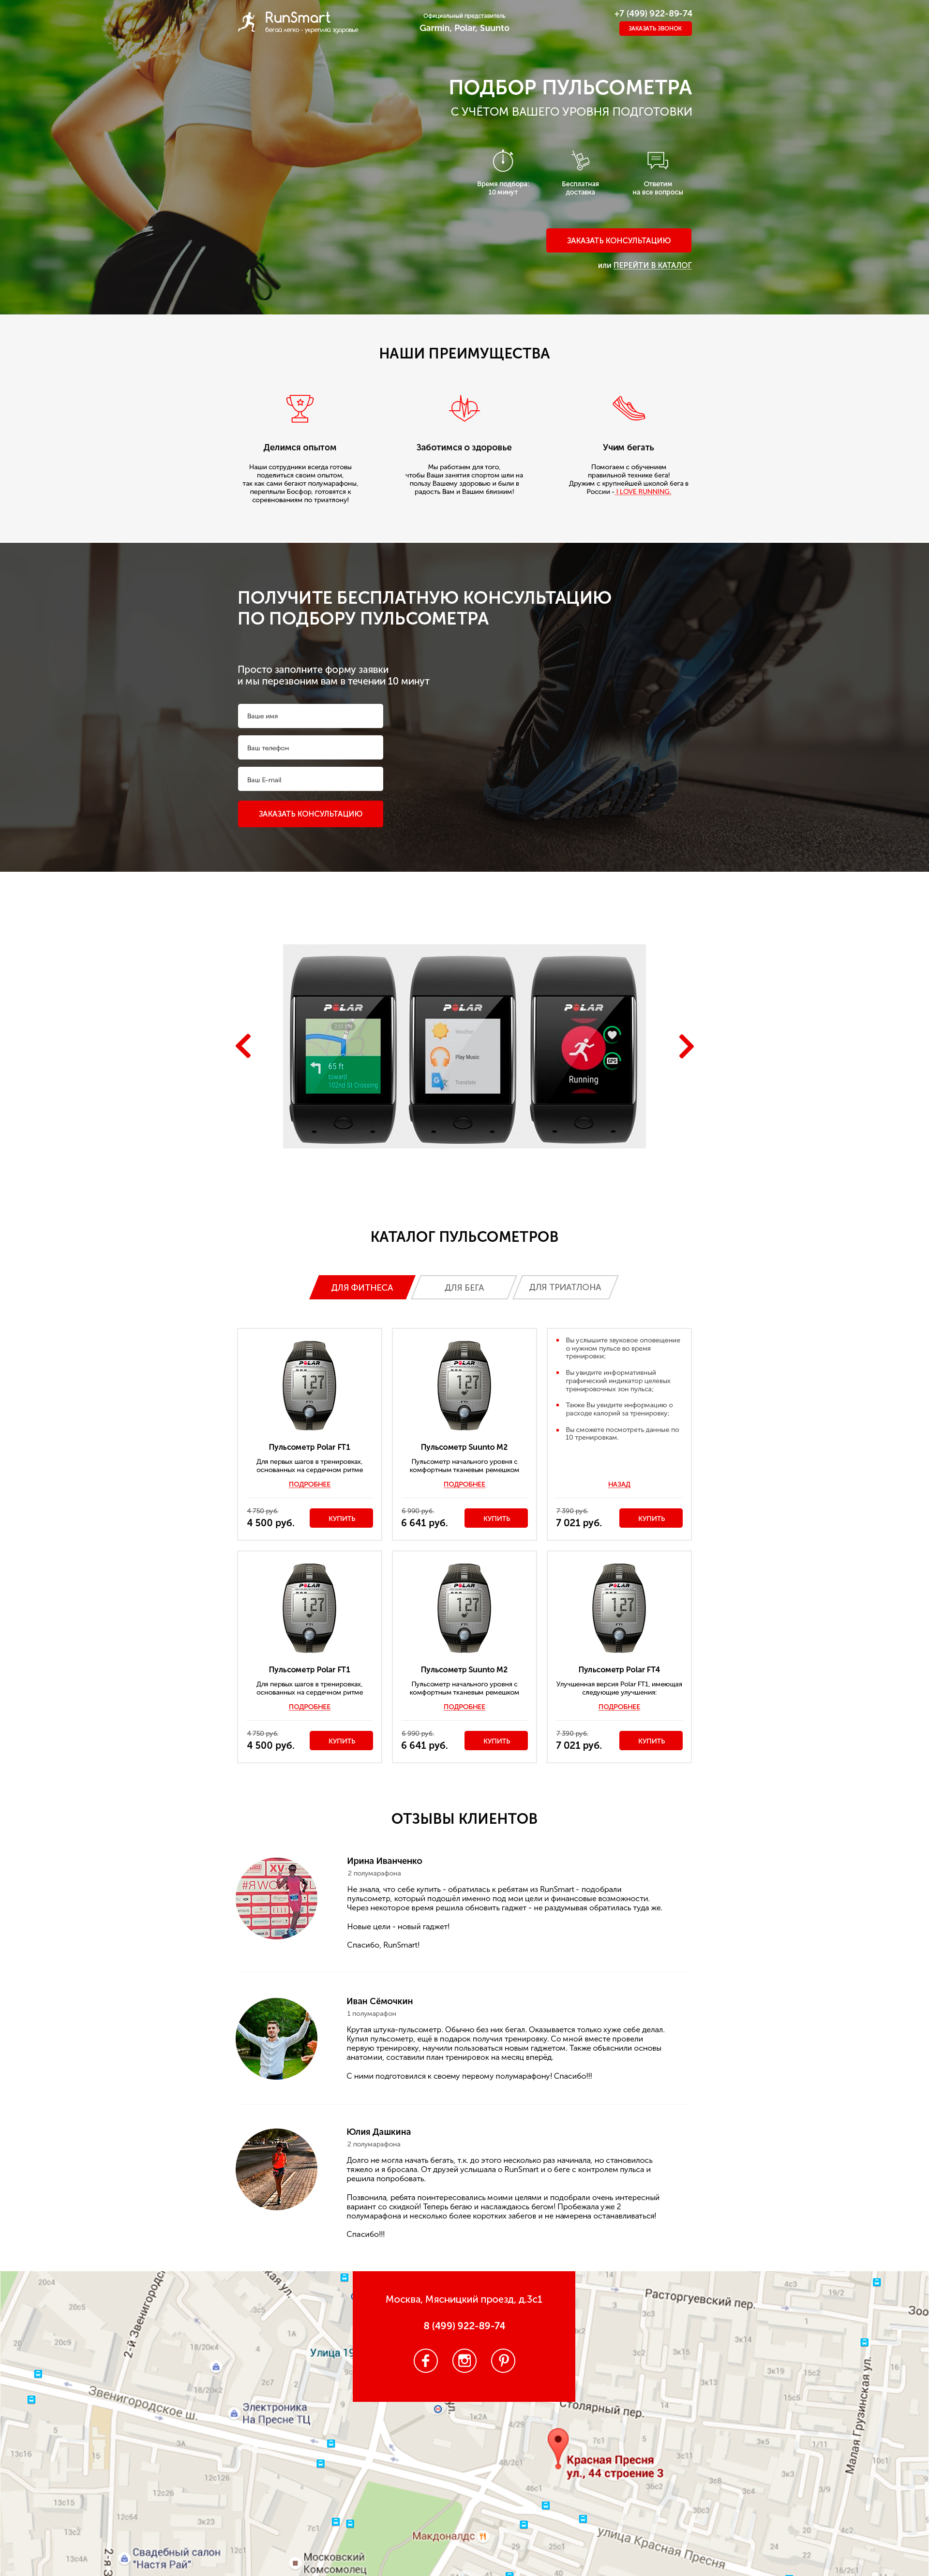 RunSmart
бегай легко - укрепляй здоровье
Официальный представитель
Garmin, Polar, Suunto
+7 (499) 922-89-74
ЗАКАЗАТЬ ЗВОНОК
ПОДБОР ПУЛЬСОМЕТРА
С УЧЁТОМ ВАШЕГО УРОВНЯ ПОДГОТОВКИ
Время подбора:
10 минут
Бесплатная
доставка
Ответим
на все вопросы
ЗАКАЗАТЬ КОНСУЛЬТАЦИЮ
или ПЕРЕЙТИ В КАТАЛОГ
НАШИ ПРЕИМУЩЕСТВА
Делимся опытом
Наши сотрудники всегда готовы
поделиться своим опытом,
так как сами бегают полумарафоны,
переплыли Босфор, готовятся к
соревнованиям по триатлону!
Заботимся о здоровье
Мы работаем для того,
чтобы Ваши занятия спортом шли на
пользу Вашему здоровью и были в
радость Вам и Вашим близким!
Учим бегать
Помогаем с обучением
правильной технике бега!
Дружим с крупнейшей школой бега в
России - I LOVE RUNNING.
ПОЛУЧИТЕ БЕСПЛАТНУЮ КОНСУЛЬТАЦИЮ
ПО ПОДБОРУ ПУЛЬСОМЕТРА
Просто заполните форму заявки
и мы перезвоним вам в течении 10 минут
Ваше имя
Ваш телефон
Ваш E-mail
ЗАКАЗАТЬ КОНСУЛЬТАЦИЮ
POLAR
65 ft
toward
102nd St Crossing
POLAR
Weather
Play Music
Translate
POLAR
GPS
Running
КАТАЛОГ ПУЛЬСОМЕТРОВ
ДЛЯ ФИТНЕСА
ДЛЯ БЕГА
ДЛЯ ТРИАТЛОНА
POLAR
127
FT1
Пульсометр Polar FT1
Для первых шагов в тренировках,
основанных на сердечном ритме
ПОДРОБНЕЕ
4 750 руб.
4 500 руб.
КУПИТЬ
POLAR
127
FT1
Пульсометр Suunto M2
Пульсометр начального уровня с
комфортным тканевым ремешком
ПОДРОБНЕЕ
6 990 руб.
6 641 руб.
КУПИТЬ
Вы услышите звуковое оповещение
о нужном пульсе во время
тренировки;
Вы увидите информативный
графический индикатор целевых
тренировочных зон пульса;
Также Вы увидите информацию о
расходе калорий за тренировку;
Вы сможете посмотреть данные по
10 тренировкам.
НАЗАД
7 390 руб.
7 021 руб.
КУПИТЬ
POLAR
127
FT1
Пульсометр Polar FT1
Для первых шагов в тренировках,
основанных на сердечном ритме
ПОДРОБНЕЕ
4 750 руб.
4 500 руб.
КУПИТЬ
POLAR
127
FT1
Пульсометр Suunto M2
Пульсометр начального уровня с
комфортным тканевым ремешком
ПОДРОБНЕЕ
6 990 руб.
6 641 руб.
КУПИТЬ
POLAR
127
FT1
Пульсометр Polar FT4
Улучшенная версия Polar FT1, имеющая
следующие улучшения:
ПОДРОБНЕЕ
7 390 руб.
7 021 руб.
КУПИТЬ
ОТЗЫВЫ КЛИЕНТОВ
Ирина Иванченко
2 полумарафона
Не знала, что себе купить - обратилась к ребятам из RunSmart - подобрали
пульсометр, который подошёл именно под мои цели и финансовые возможности.
Через некоторое время решила обновить гаджет - не раздумывая обратилась туда же.
Новые цели - новый гаджет!
Спасибо, RunSmart!
Иван Сёмочкин
1 полумарафон
Крутая штука-пульсометр. Обычно без них бегал. Оказывается только хуже себе делал.
Купил пульсометр, ещё в подарок получил тренировку. Со мной вместе провели
первую тренировку, научили пользоваться новым гаджетом. Также объяснили основы
анатомии, составили план тренировок на месяц вперёд.
С ними подготовился к своему первому полумарафону! Спасибо!!!
Юлия Дашкина
2 полумарафона
Долго не могла начать бегать, т.к. до этого несколько раз начинала, но становилось
тяжело и я бросала. От друзей услышала о RunSmart и о беге с контролем пульса и
решила попробовать.
Позвонила, ребята поинтересовались моими целями и подобрали очень интересный
вариант со скидкой! Теперь бегаю и наслаждаюсь бегом! Пробежала уже 2
полумарафона и несколько более коротких забегов и не намерена останавливаться!
Спасибо!!!
Москва, Мясницкий проезд, д.3с1
8 (499) 922-89-74
2-й Звенигородск
Расторгуевский пер.
Зоо
Улица 19
Звенигородское ш.
Электроника
На Пресне ТЦ
Столярный пер.
Малая Грузинская ул.
Красная Пресня
ул., 44 строение 3
Макдоналдс
улица Красная Пресня
Свадебный салон
"Настя Рай"
Московский
Комсомолец